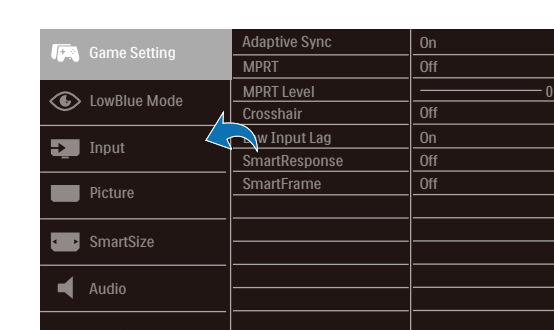 Game Setting
LowBlue Mode
Input
Picture
SmartSize
Audio
Adaptive Sync On
MPRT Off
MPRT Level 0
Crosshair Off
Low Input Lag On
SmartResponse Off
SmartFrame Off